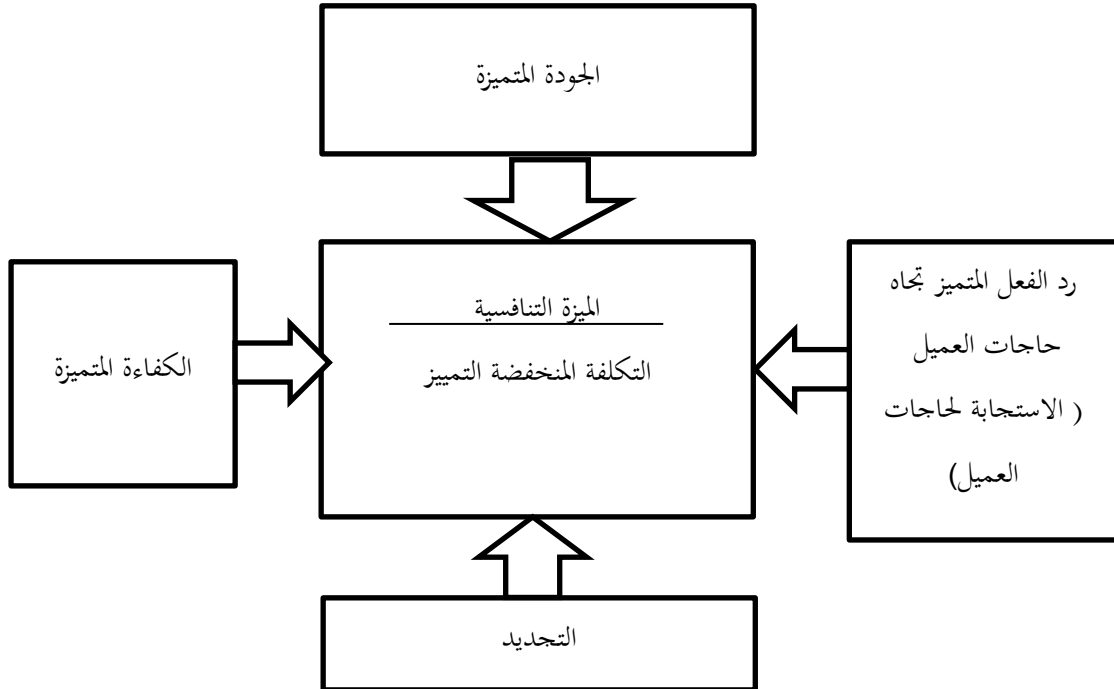 الجودة المتميزة
الميزة التنافسية
التكلفة المنخفضة التمييز
رد الفعل المتميز تجاه
حاجات العميل
( الاستجابة لحاجات
العميل)
الكفاءة المتميزة
التجديد